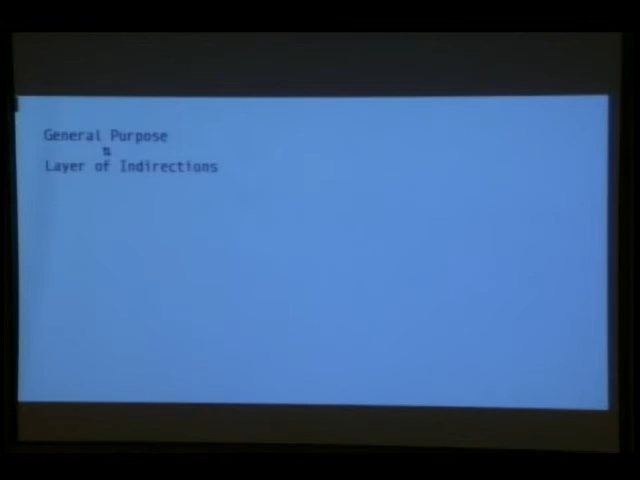 General Purpose
⇅
Layer of Indirections